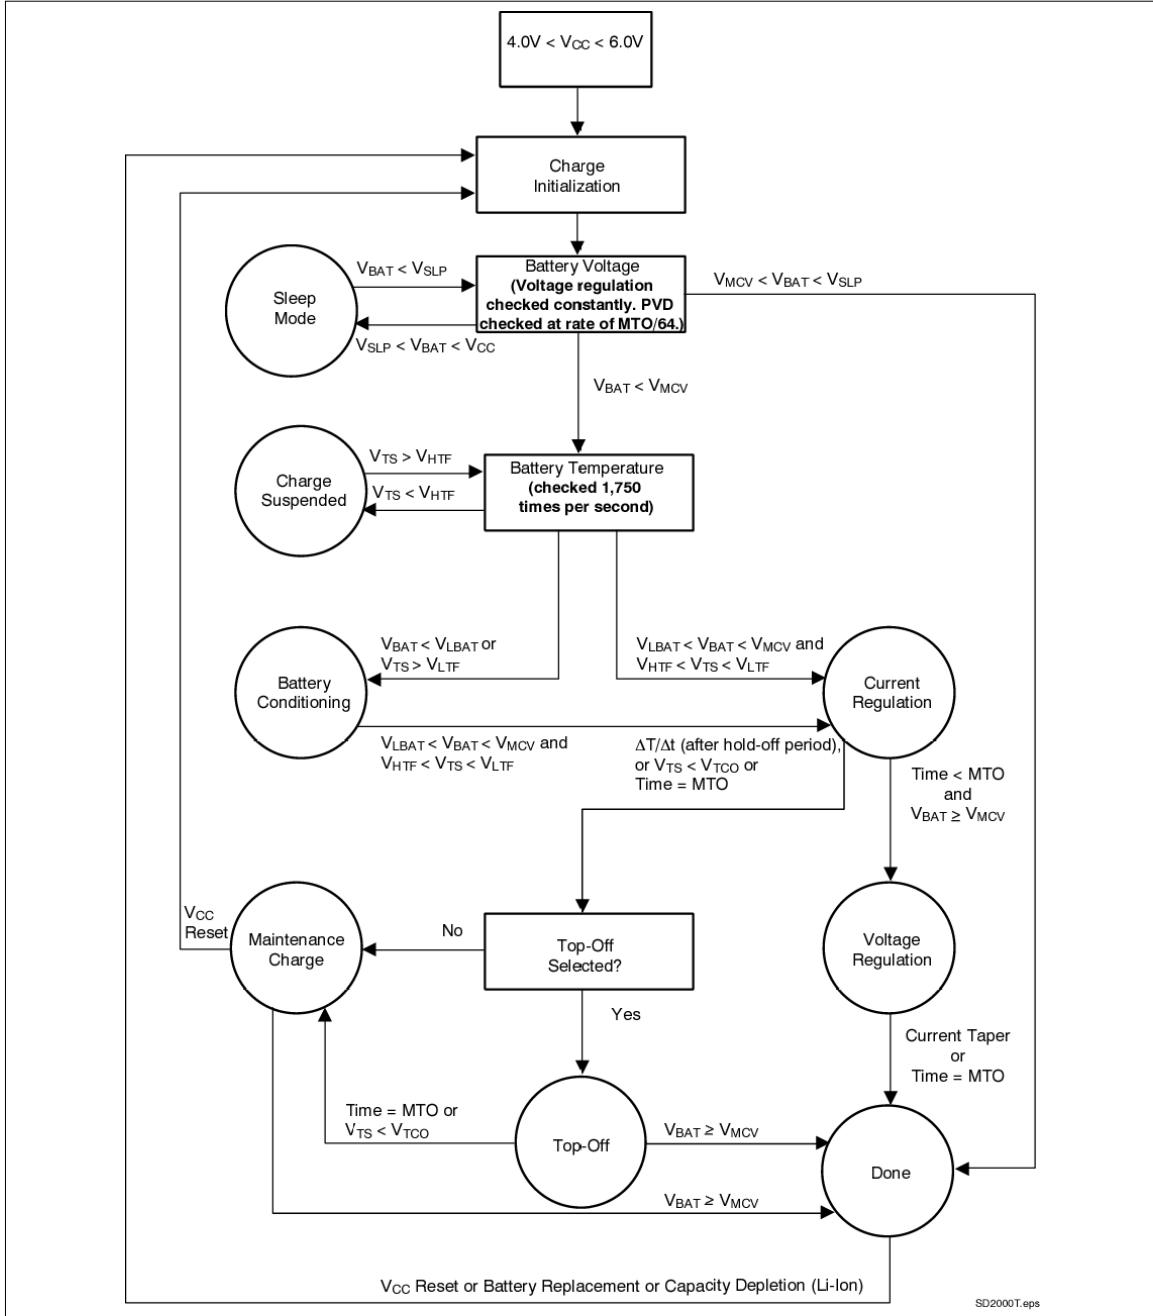 4.0V < VCC < 6.0V
Charge
Initialization
Battery Voltage
(Voltage regulation
checked constantly. PVD
checked at rate of MTO/64.)
VBAT < VSLP
VSLP < VBAT < VCC
Sleep
Mode
VMCV < VBAT < VSLP
VBAT < VMCV
Battery Temperature
(checked 1,750
times per second)
VTS > VHTF
VTS < VHTF
Charge
Suspended
VBAT < VLBAT or
VTS > VLTF
VLBAT < VBAT < VMCV and
VHTF < VTS < VLTF
Battery
Conditioning
Current
Regulation
VLBAT < VBAT < VMCV and
VHTF < VTS < VLTF
ΔT/Δt (after hold-off period),
or VTS < VTCO or
Time = MTO
Time < MTO
and
VBAT ≥ VMCV
VCC
Reset
Maintenance
Charge
No
Top-Off
Selected?
Voltage
Regulation
Yes
Current Taper
or
Time = MTO
Time = MTO or
VTS < VTCO
Top-Off
VBAT ≥ VMCV
Done
VBAT ≥ VMCV
VCC Reset or Battery Replacement or Capacity Depletion (Li-Ion)
SD2000T.eps